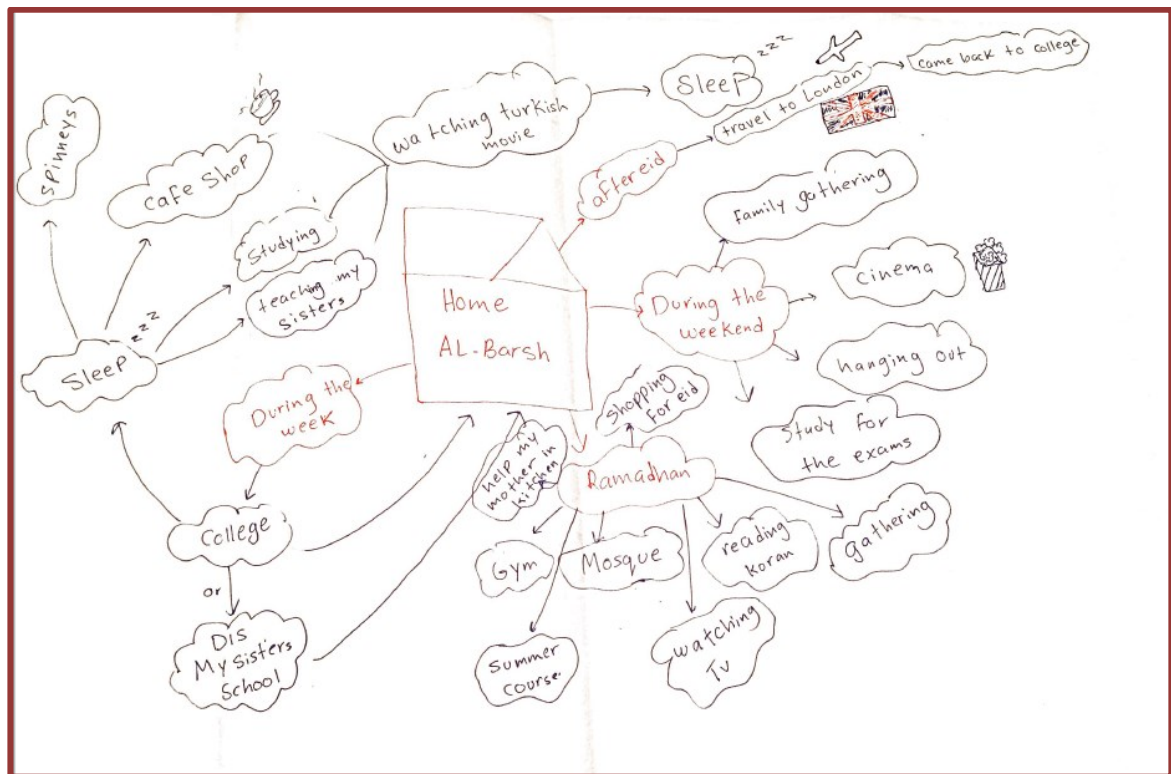 Spinneys
cafe shop
watching turkish
movie
Sleep
zzz
travel to London
come back to college
after eid
Family gathering
Studying
teaching my
sisters
Home
AL-Barsh
During the
weekend
Cinema
hanging out
Study for
the exams
Sleep
zzz
During the
week
Shopping
for eid
help my
mother in
kitchen
Ramadhan
College
or
DIS
My sisters
School
Gym
Mosque
reading
Koran
gathering
Summer
course.
watching
Tv